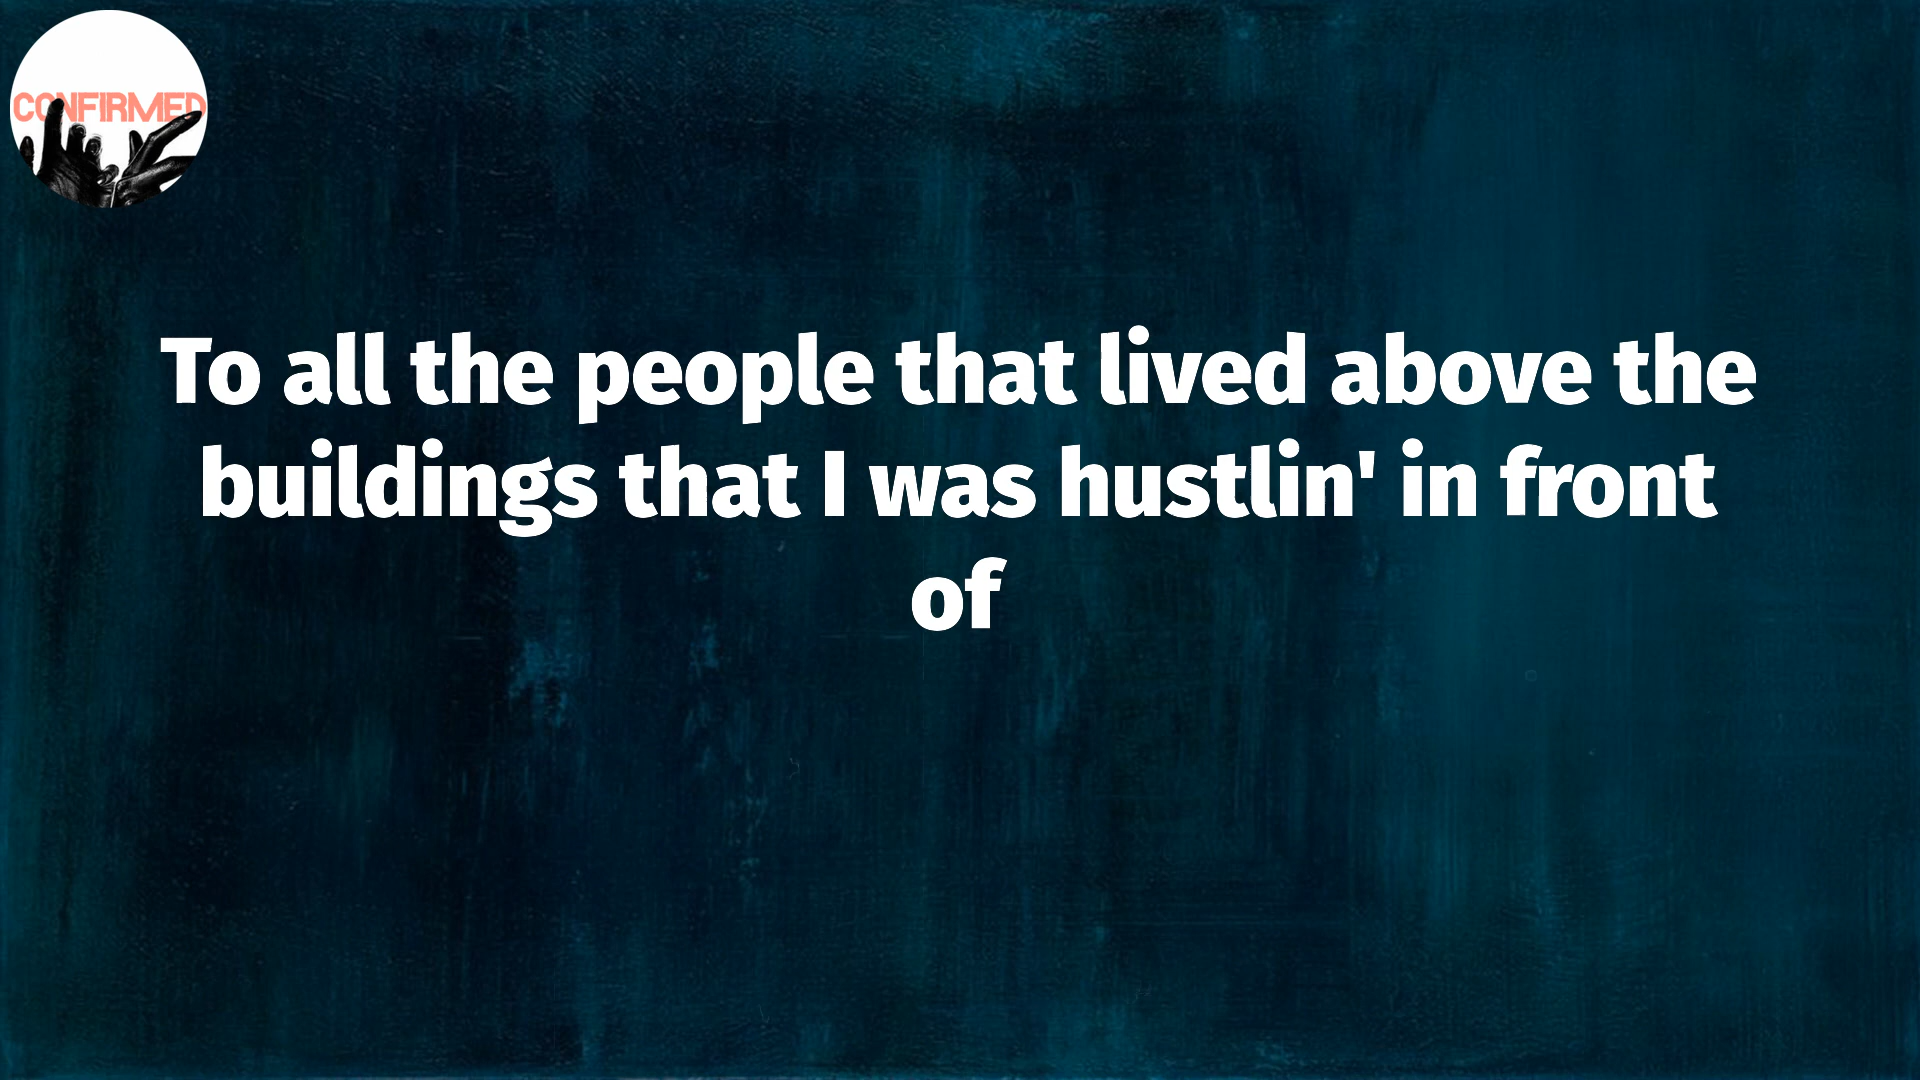 CONFIRMED
To all the people that lived above the
buildings that I was hustlin' in front
of